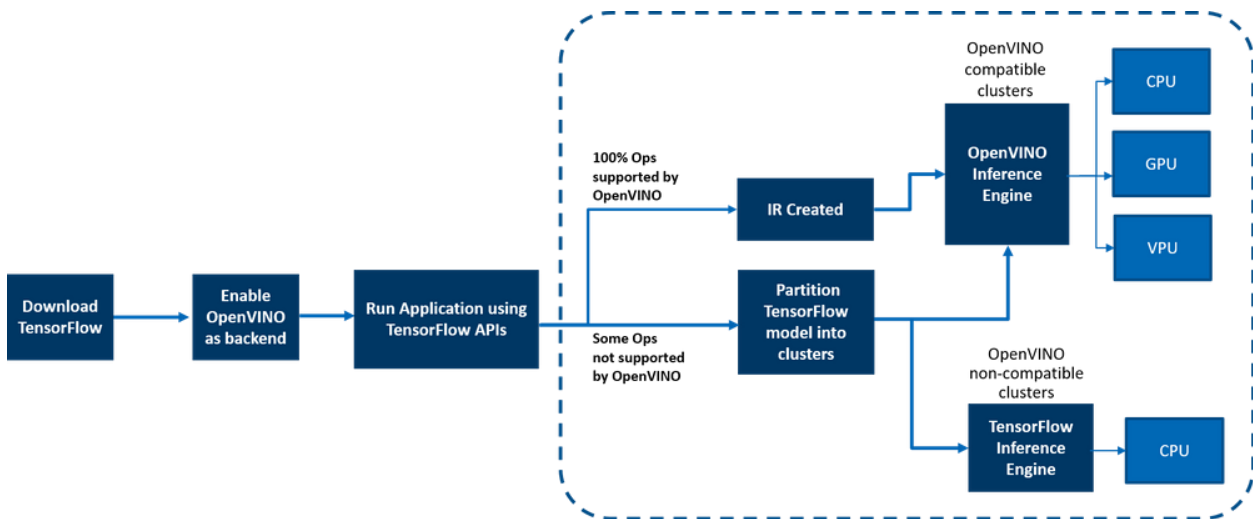 Download
TensorFlow
Enable
OpenVINO
as backend
Run Application using
TensorFlow APIs
100% Ops
supported by
OpenVINO
IR Created
Some Ops
not supported
by OpenVINO
Partition
TensorFlow
model into
clusters
OpenVINO
compatible
clusters
OpenVINO
Inference
Engine
CPU
GPU
VPU
OpenVINO
non-compatible
clusters
TensorFlow
Inference
Engine
CPU